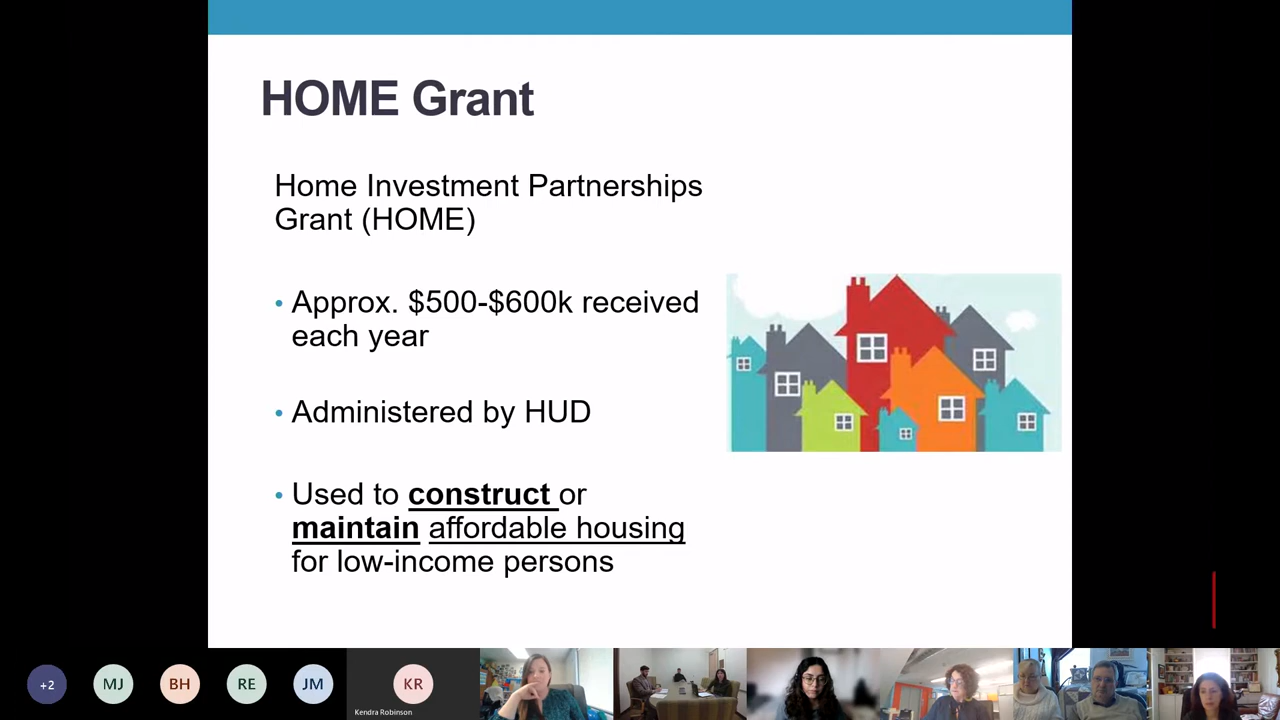 HOME Grant
Home Investment Partnerships
Grant (HOME)
• Approx. $500-$600k received
each year
• Administered by HUD
• Used to construct or
maintain affordable housing
for low-income persons
+2
MJ
BH
RE
JM
KR
Kendra Robinson